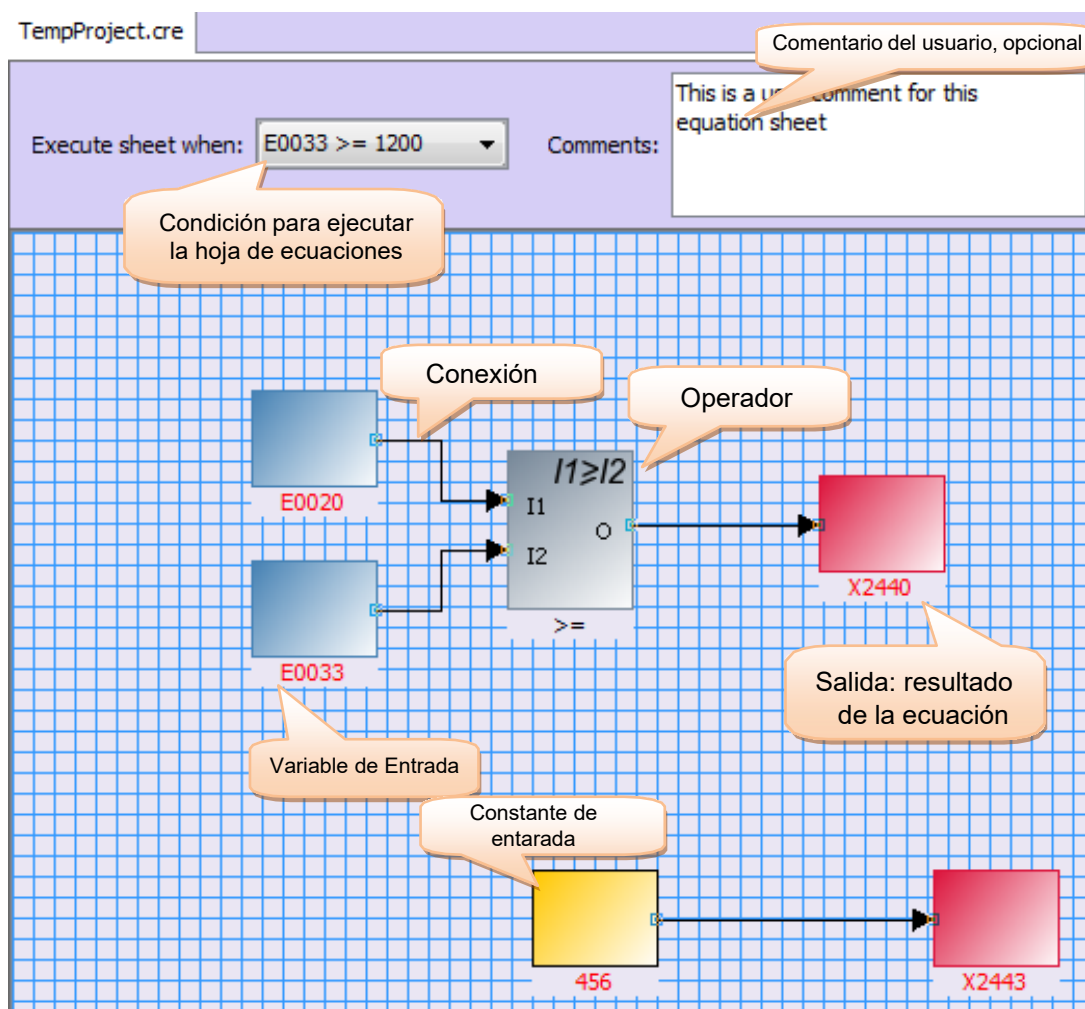 TempProject.cre
Comentario del usuario, opcional
Execute sheet when:
E0033 >= 1200
Comments:
This is a user comment for this
equation sheet
Condición para ejecutar
la hoja de ecuaciones
Conexión
Operador
E0020
I1≥I2
I1
O
I2
>=
X2440
E0033
Salida: resultado
de la ecuación
Variable de Entrada
Constante de
entarada
456
X2443